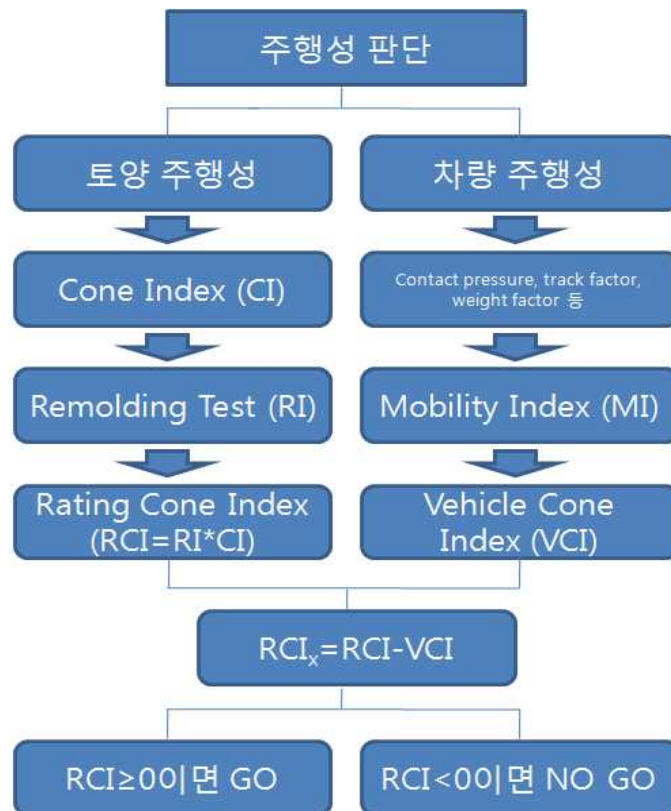 주행성 판단
토양 주행성
차량 주행성
Cone Index (CI)
Contact pressure, track factor,
weight factor 등
Remolding Test (RI)
Mobility Index (MI)
Rating Cone Index
(RCI=RI*CI)
Vehicle Cone
Index (VCI)
RCIₓ=RCI-VCI
RCI≥0이면 GO
RCI<0이면 NO GO